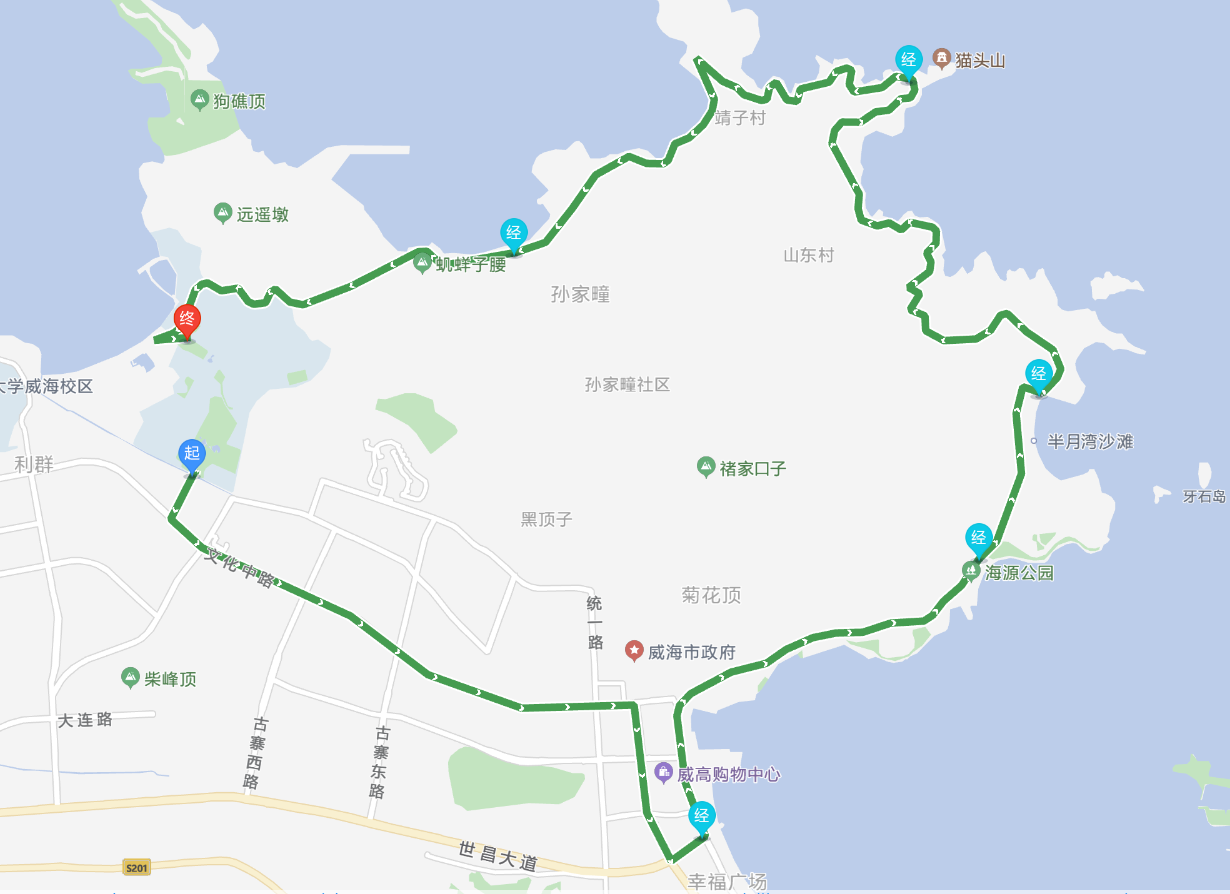 经
猫头山
狗礁顶
靖子村
远遥墩
经
山东村
虮蛘子腰
孙家疃
终
经
大学威海校区
孙家疃社区
半月湾沙滩
起
利群
褚家口子
牙石岛
黑顶子
经
文化中路
海源公园
菊花顶
统一路
威海市政府
柴峰顶
大连路
古寨西路
古寨东路
威高购物中心
经
世昌大道
S201
幸福广场